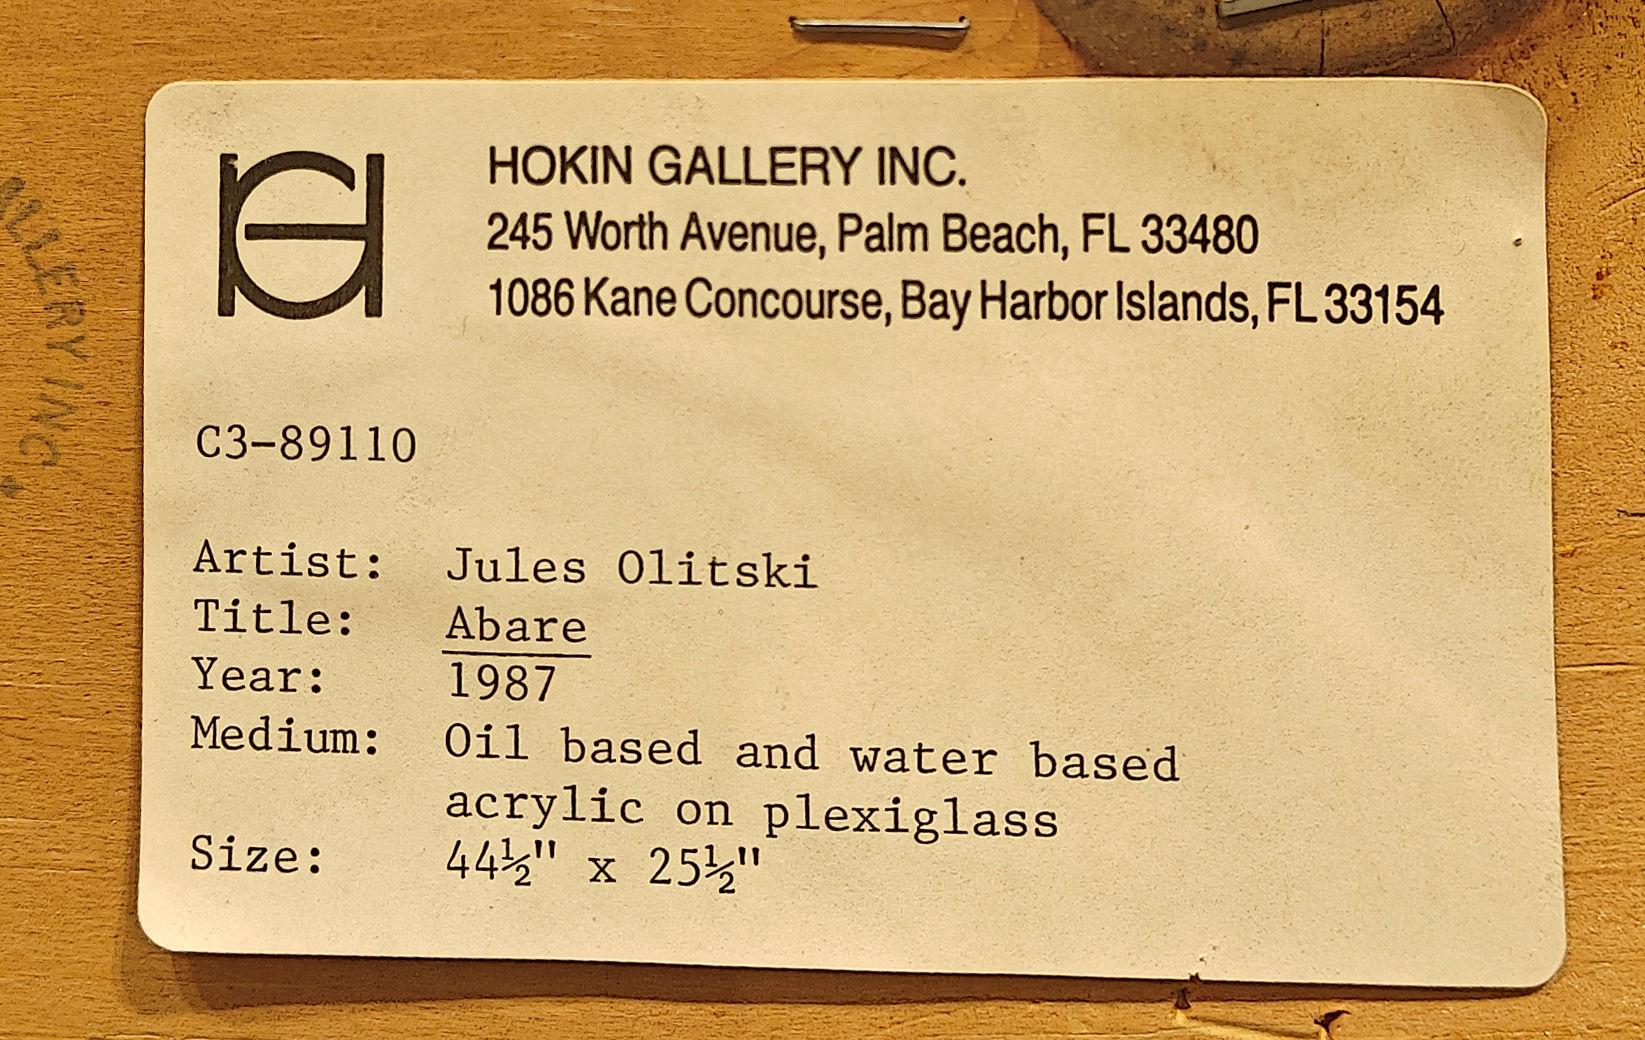 HOKIN GALLERY INC.
245 Worth Avenue, Palm Beach, FL 33480
1086 Kane Concourse, Bay Harbor Islands, FL 33154
C3-89110
Artist: Jules Olitski
Title: Abare
Year: 1987
Medium: Oil based and water based
acrylic on plexiglass
Size: 44½" x 25½"
INC.